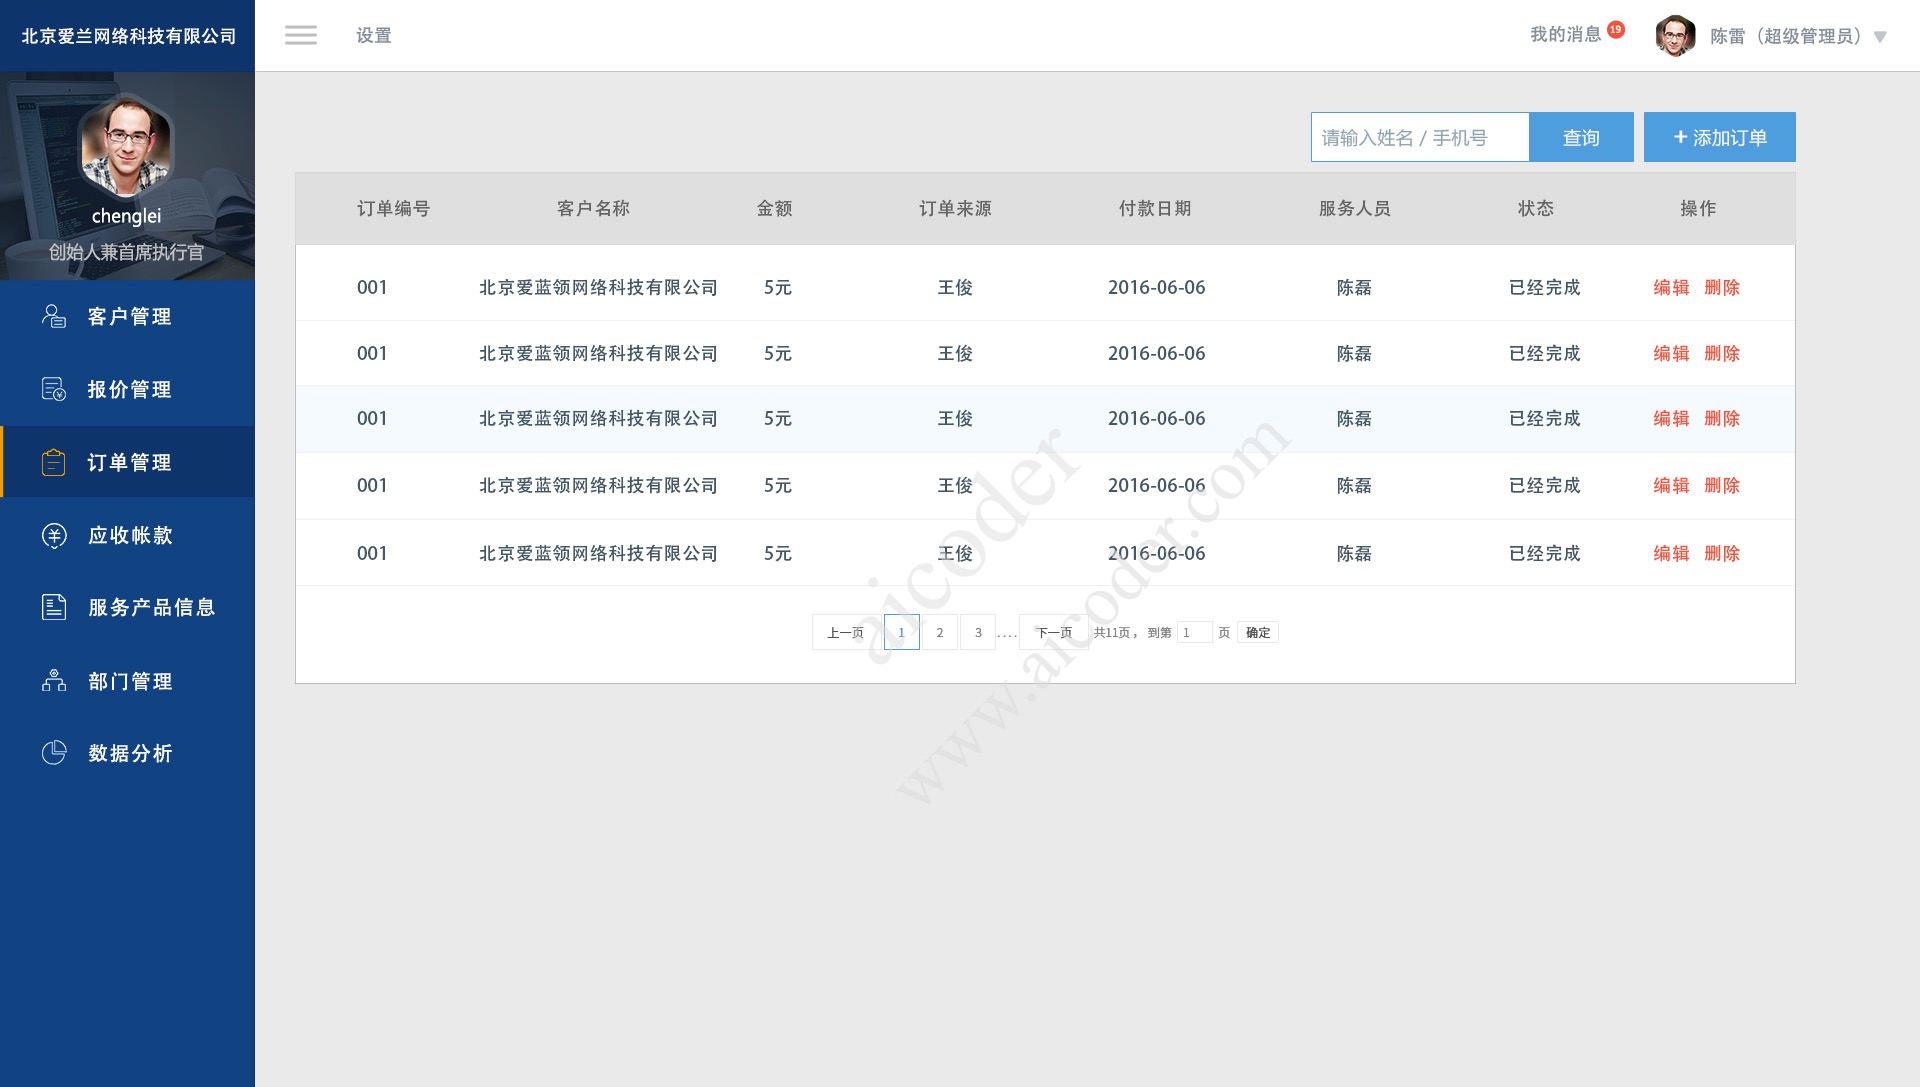 北京爱兰网络科技有限公司
设置
我的消息 19
陈雷（超级管理员）
chenglei
创始人兼首席执行官
客户管理
报价管理
订单管理
应收帐款
服务产品信息
部门管理
数据分析
请输入姓名 / 手机号 查询 + 添加订单
订单编号 客户名称 金额 订单来源 付款日期 服务人员 状态 操作
001 北京爱蓝领网络科技有限公司 5元 王俊 2016-06-06 陈磊 已经完成 编辑 删除
001 北京爱蓝领网络科技有限公司 5元 王俊 2016-06-06 陈磊 已经完成 编辑 删除
001 北京爱蓝领网络科技有限公司 5元 王俊 2016-06-06 陈磊 已经完成 编辑 删除
001 北京爱蓝领网络科技有限公司 5元 王俊 2016-06-06 陈磊 已经完成 编辑 删除
001 北京爱蓝领网络科技有限公司 5元 王俊 2016-06-06 陈磊 已经完成 编辑 删除
上一页 1 2 3 .... 下一页 共11页， 到第 1 页 确定
aicoder
www.aicoder.com